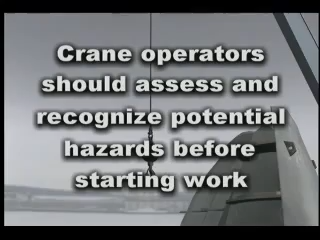 Crane operators
should assess and
recognize potential
hazards before
starting work